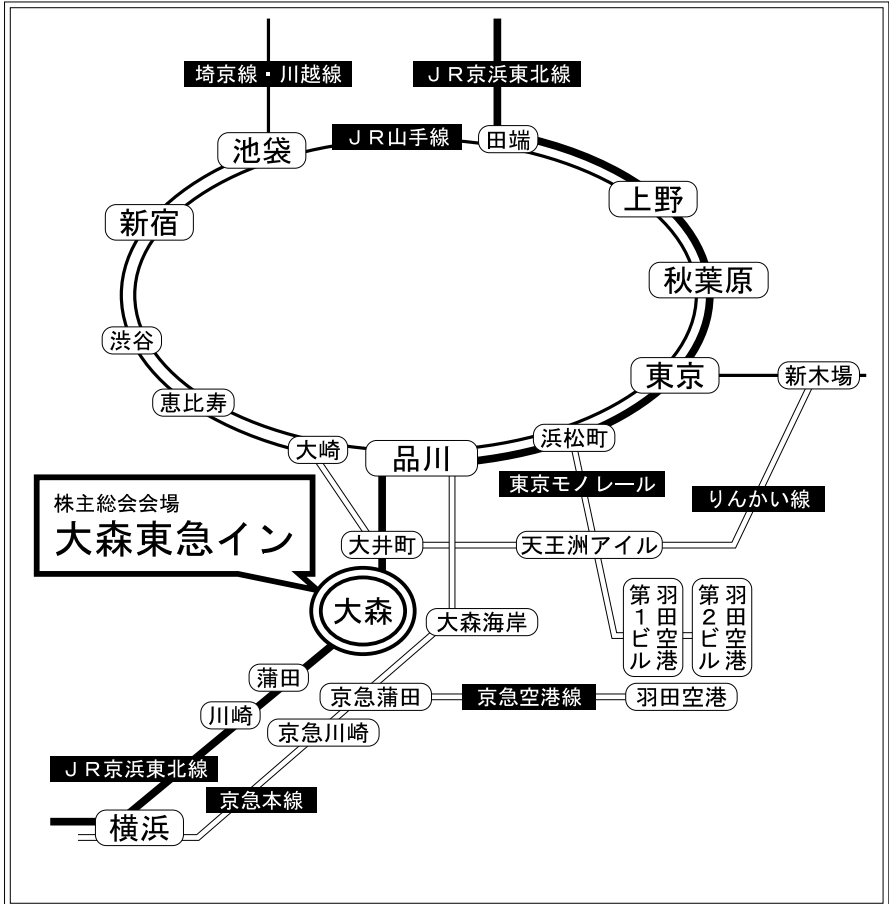 埼京線・川越線
ＪＲ京浜東北線
ＪＲ山手線
田端
池袋
上野
新宿
秋葉原
渋谷
東京
新木場
恵比寿
大崎
品川
浜松町
東京モノレール
りんかい線
株主総会会場
大森東急イン
大井町
天王洲アイル
大森
大森海岸
羽田空港
第１ビル
羽田空港
第２ビル
蒲田
京急蒲田
京急空港線
羽田空港
川崎
京急川崎
ＪＲ京浜東北線
京急本線
横浜